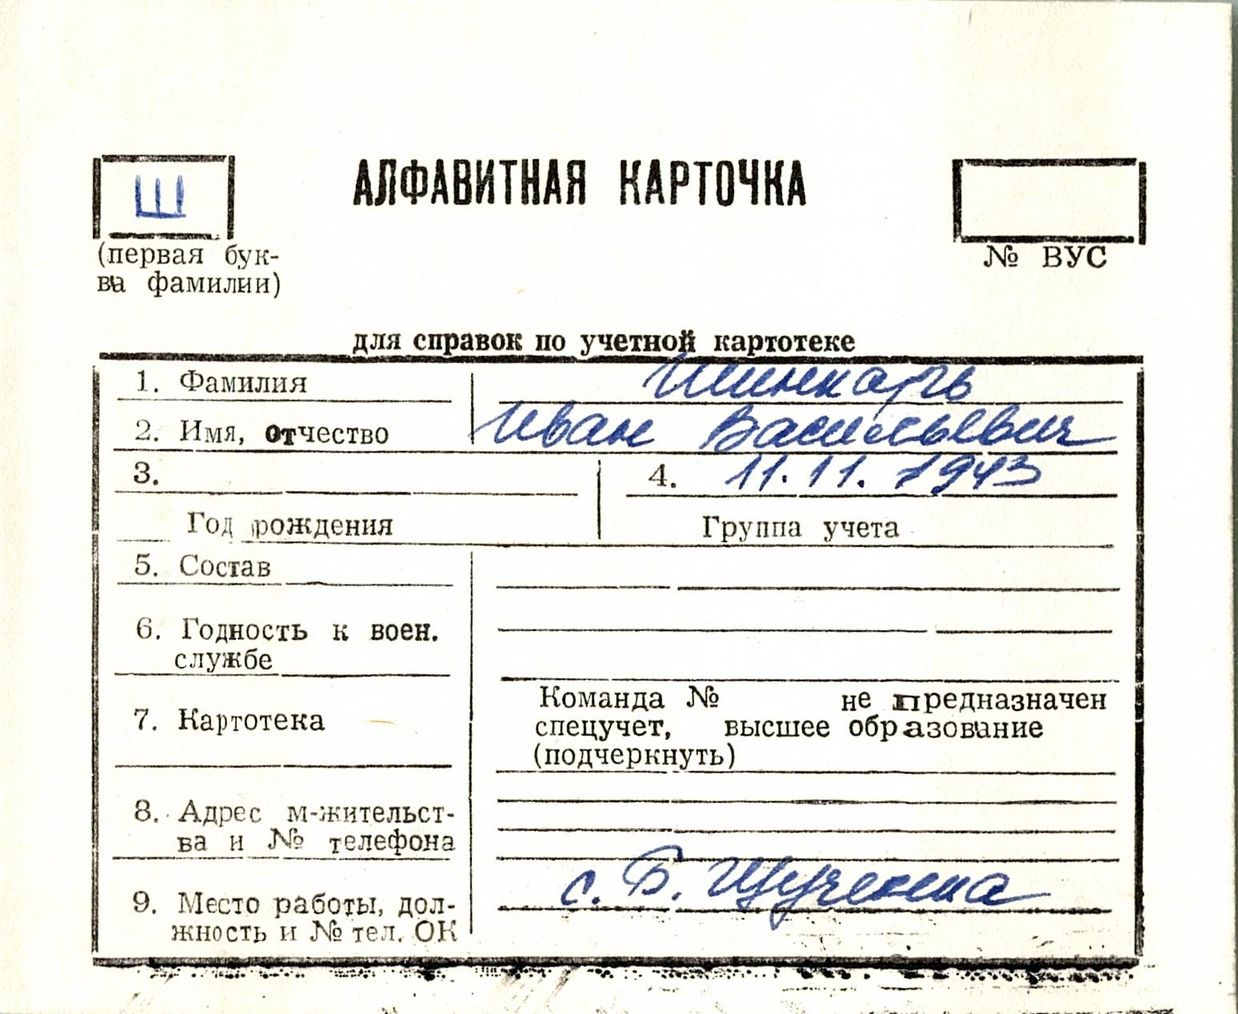 Ш
АЛФАВИТНАЯ КАРТОЧКА
(первая бук-
ва фамилии)
№ ВУС
для справок по учетной картотеке
1. Фамилия Шинкарь
2. Имя, отчество Иван Васильевич
3. 4. 11.11.1943
Год рождения Группа учета
5. Состав
6. Годность к воен.
службе
7. Картотека
Команда № не предназначен
спецучет, высшее образование
(подчеркнуть)
8. Адрес м-жительст-
ва и № телефона
с. Б. Щученка
9. Место работы, дол-
жность и № тел. ОК